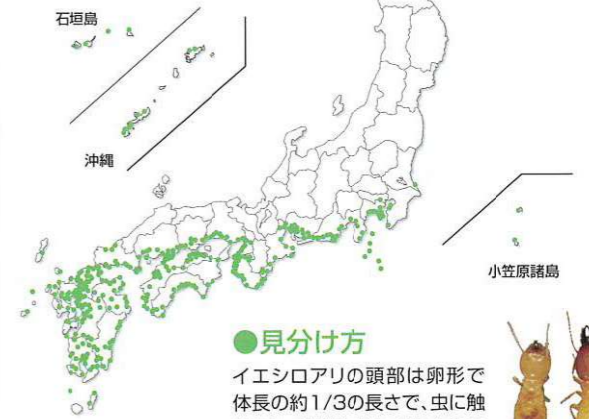 石垣島
沖縄
小笠原諸島
●見分け方
イエシロアリの頭部は卵形で
体長の約1/3の長さで、虫に触